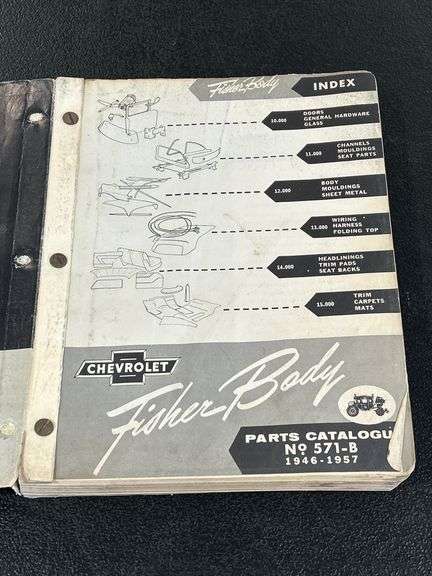 Fisher Body INDEX
10.000 DOORS
GENERAL HARDWARE
GLASS
11.000 CHANNELS
MOULDINGS
SEAT PARTS
12.000 BODY
MOULDINGS
SHEET METAL
13.000 WIRING
HARNESS
FOLDING TOP
14.000 HEADLININGS
TRIM PADS
SEAT BACKS
15.000 TRIM
CARPETS
MATS
CHEVROLET
Fisher Body
PARTS CATALOGU
Nº 571-B
1946-1957